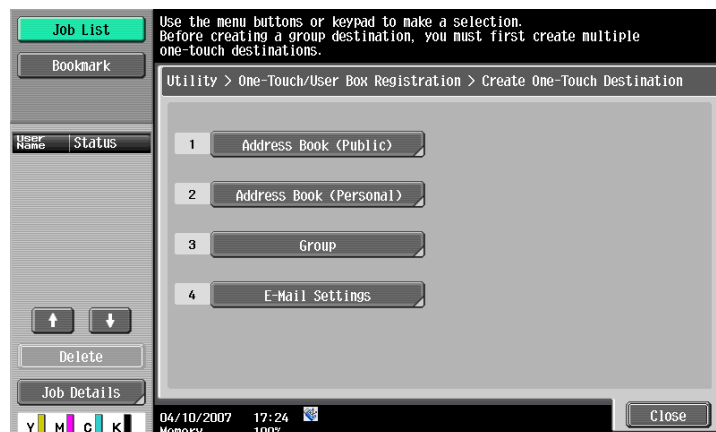 Job List
Bookmark
Use the menu buttons or keypad to make a selection.
Before creating a group destination, you must first create multiple
one-touch destinations.
Utility > One-Touch/User Box Registration > Create One-Touch Destination
User Name Status
1 Address Book (Public)
2 Address Book (Personal)
3 Group
4 E-Mail Settings
Delete
Job Details
Y M C K
04/10/2007 17:24
Memory 100%
Close